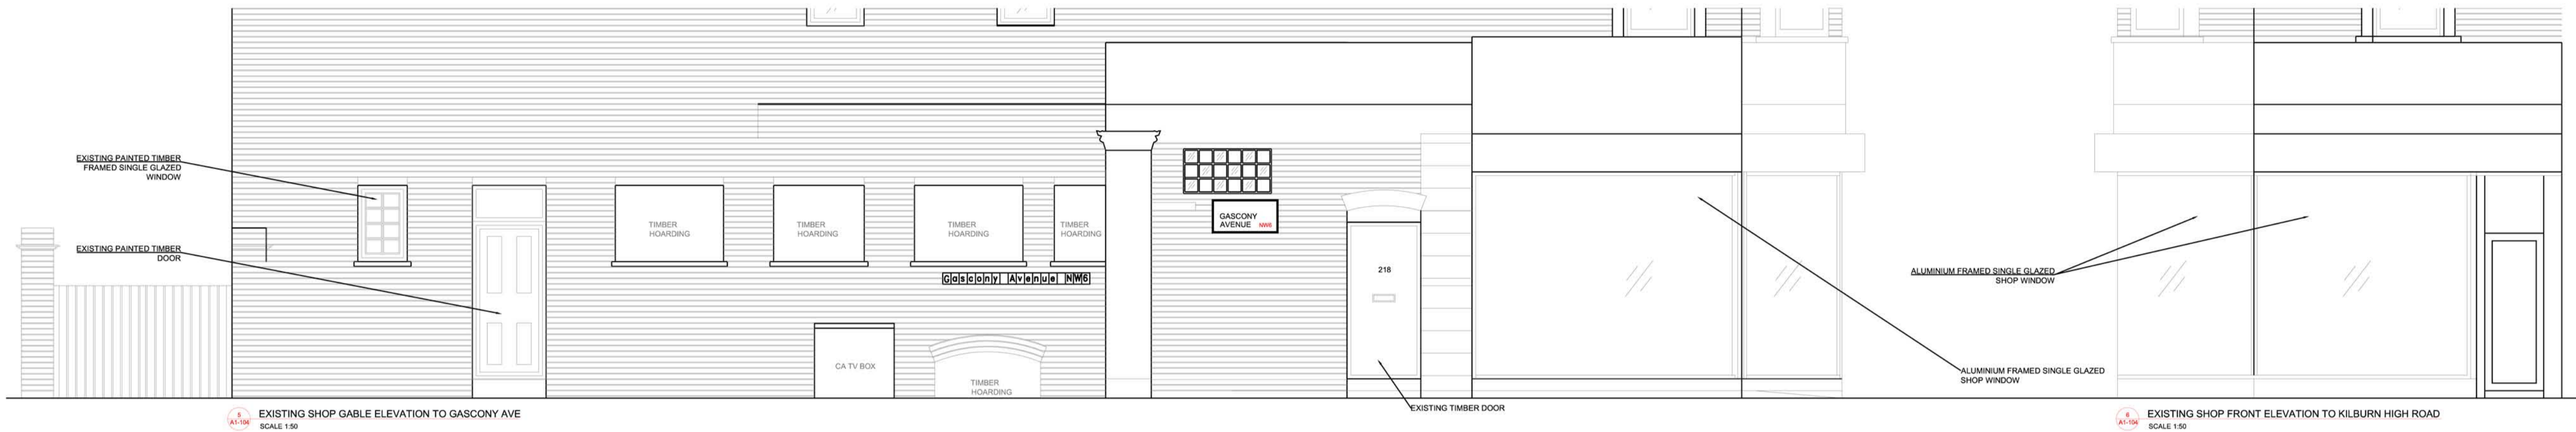 EXISTING PAINTED TIMBER
FRAMED SINGLE GLAZED
WINDOW
EXISTING PAINTED TIMBER
DOOR
TIMBER
HOARDING
TIMBER
HOARDING
TIMBER
HOARDING
TIMBER
HOARDING
Gascony Avenue NW6
CA TV BOX
TIMBER
HOARDING
GASCONY
AVENUE NW6
218
EXISTING TIMBER DOOR
ALUMINIUM FRAMED SINGLE GLAZED
SHOP WINDOW
ALUMINIUM FRAMED SINGLE GLAZED
SHOP WINDOW
5
A1-104
EXISTING SHOP GABLE ELEVATION TO GASCONY AVE
SCALE 1:50
6
A1-104
EXISTING SHOP FRONT ELEVATION TO KILBURN HIGH ROAD
SCALE 1:50